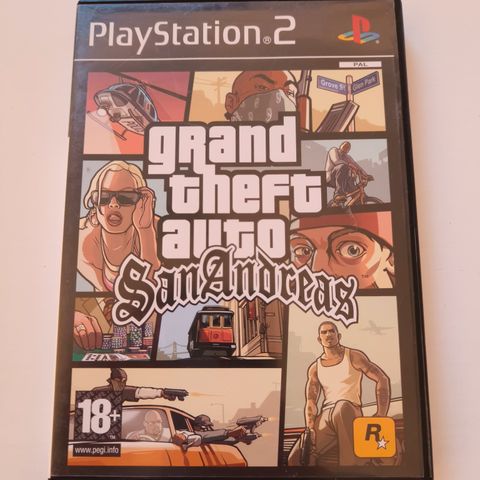 PlayStation®2
PAL
Grove St
Glen Park
grand
theft
auto
San Andreas
18+
www.pegi.info
R